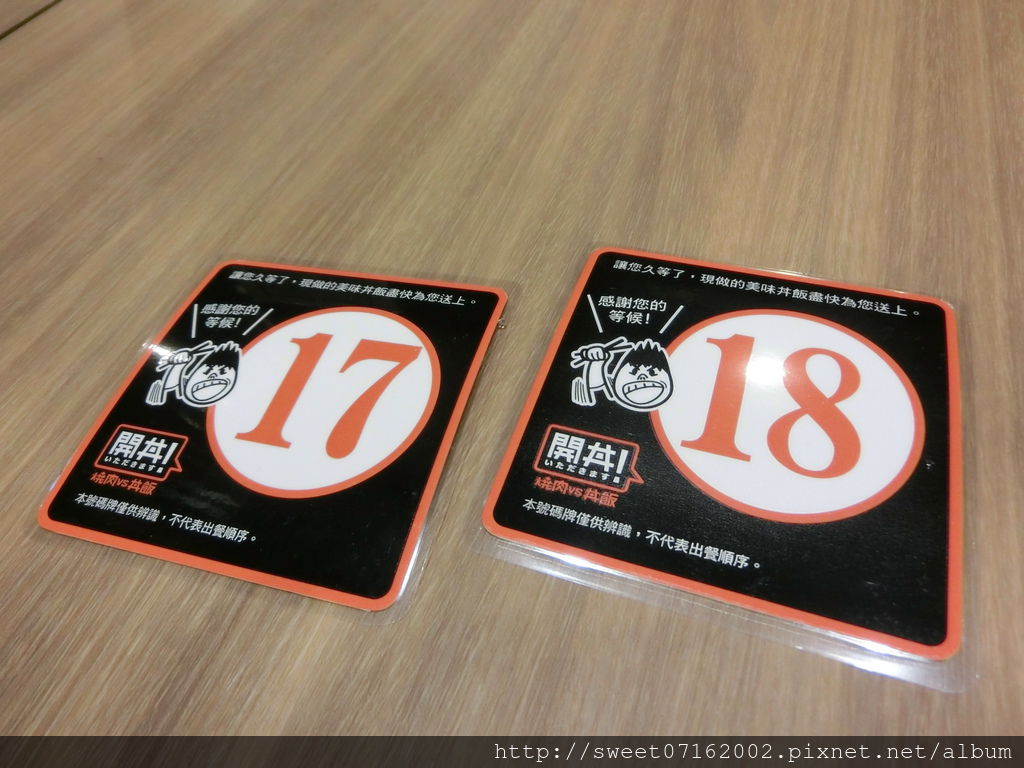 讓您久等了，現做的美味丼飯盡快為您送上。
感謝您的
等候！
17
開丼！
いただきます
燒肉vs丼飯
本號碼牌僅供辨識，不代表出餐順序。
讓您久等了，現做的美味丼飯盡快為您送上。
感謝您的
等候！
18
開丼！
いただきます
燒肉vs丼飯
本號碼牌僅供辨識，不代表出餐順序。
http://sweet07162002.pixnet.net/album